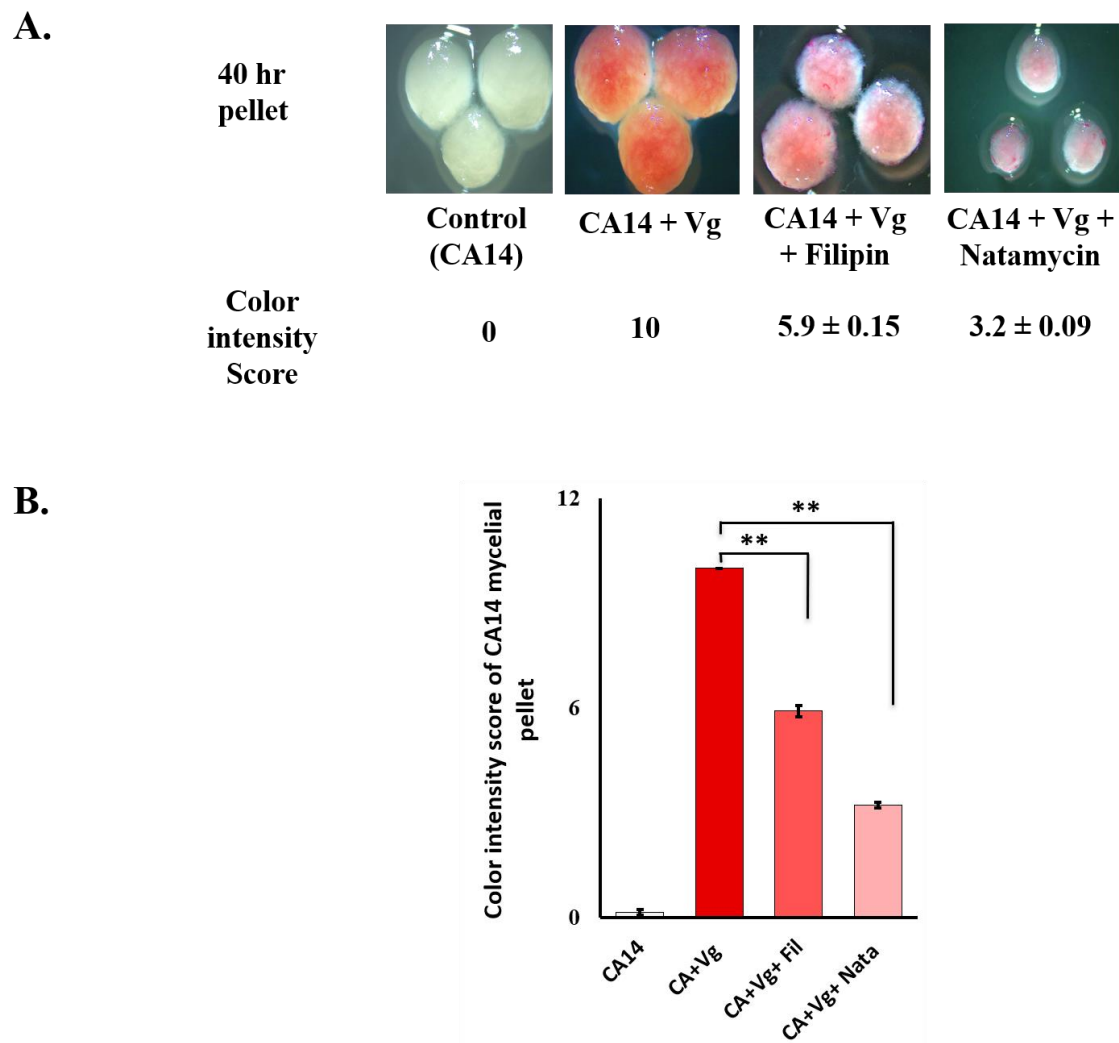 A.
40 hr
pellet
Control
(CA14)
CA14 + Vg
CA14 + Vg
+ Filipin
CA14 + Vg +
Natamycin
Color
intensity
Score
0
10
5.9 ± 0.15
3.2 ± 0.09
B.
Color intensity score of CA14 mycelial
pellet
12
6
0
**
**
CA14
CA+Vg
CA+Vg+ Fil
CA+Vg+ Nata